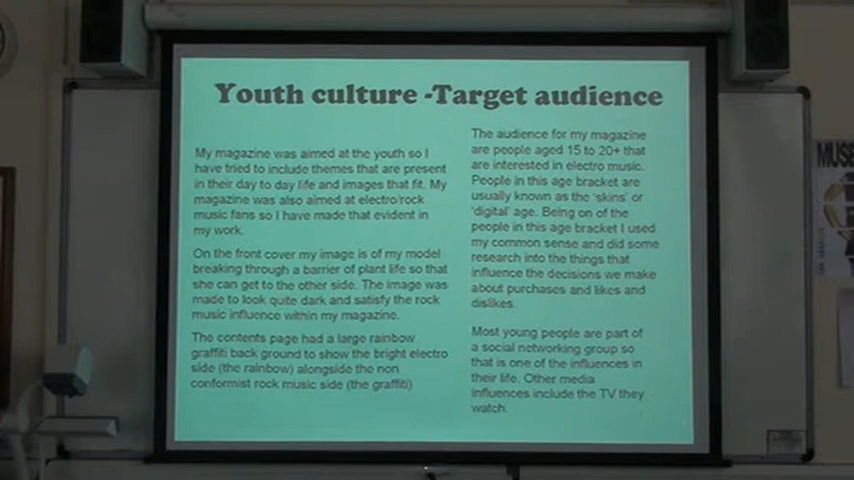 Youth culture -Target audience
My magazine was aimed at the youth so I
have tried to include themes that are present
in their day to day life and images that fit. My
magazine was also aimed at electro/rock
music fans so I have made that evident in
my work.
On the front cover my image is of my model
breaking through a barrier of plant life so that
she can get to the other side. The image was
made to look quite dark and satisfy the rock
music influence within my magazine.
The contents page had a large rainbow
graffiti back ground to show the bright electro
side (the rainbow) alongside the non
conformist rock music side (the graffiti)
The audience for my magazine
are people aged 15 to 20+ that
are interested in electro music.
People in this age bracket are
usually known as the 'skins' or
'digital' age. Being on of the
people in this age bracket I used
my common sense and did some
research into the things that
influence the decisions we make
about purchases and likes and
dislikes.
Most young people are part of
a social networking group so
that is one of the influences in
their life. Other media
influences include the TV they
watch.
MUSE